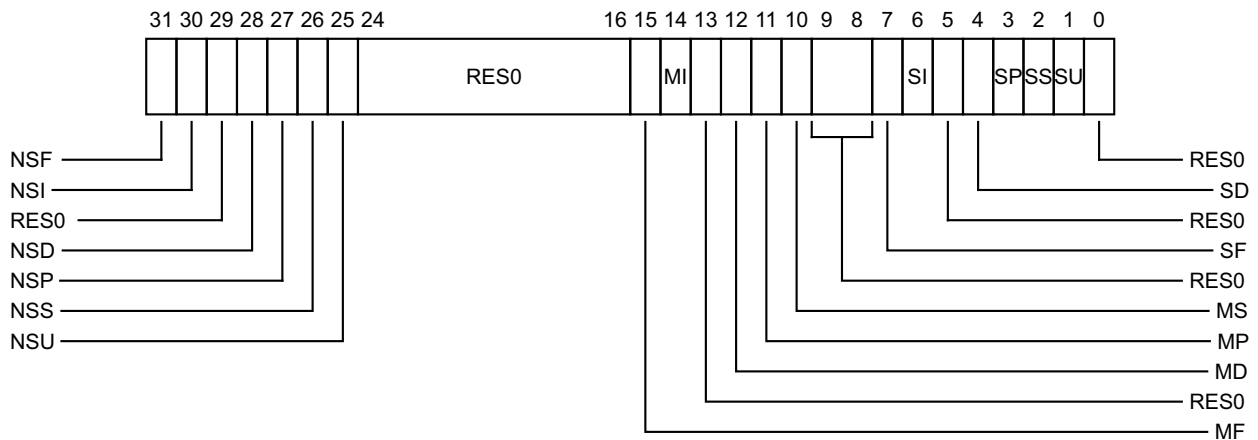 31 30 29 28 27 26 25 24 16 15 14 13 12 11 10 9 8 7 6 5 4 3 2 1 0
RES0 MI SI SP SS SU
NSF RES0
NSI SD
RES0 RES0
NSD SF
NSP RES0
NSS MS
NSU MP
MD
RES0
MF